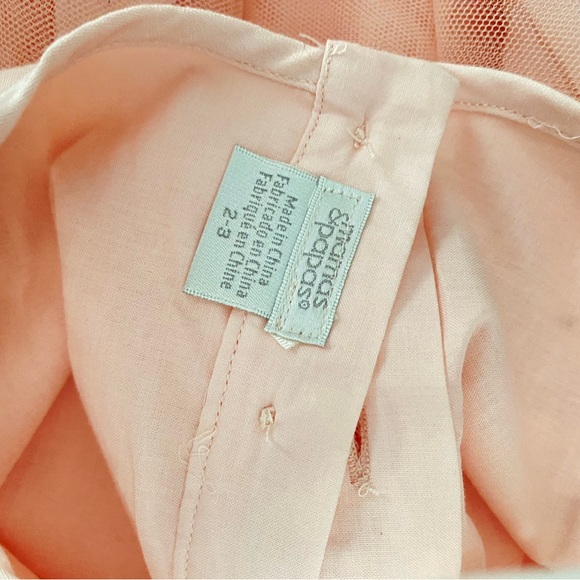 mamas
&papas®
Made in China
Fabricado en China
Fabriqué en Chine
2-3